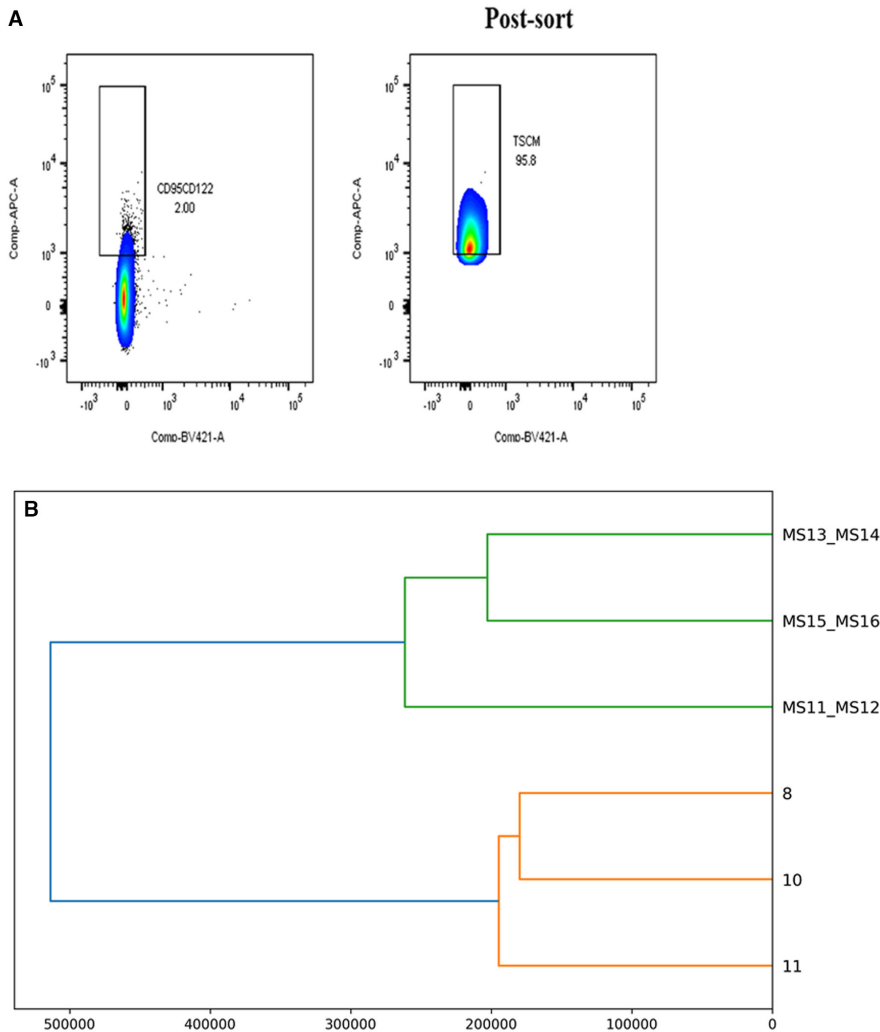 A
Post-sort
10^5
10^4
10^3
0
-10^3
Comp-APC-A
CD95CD122
2.00
-10^3 0 10^3 10^4 10^5
Comp-BV421-A
10^5
10^4
10^3
0
-10^3
Comp-APC-A
TSCM
95.8
-10^3 0 10^3 10^4 10^5
Comp-BV421-A
B
MS13_MS14
MS15_MS16
MS11_MS12
8
10
11
500000 400000 300000 200000 100000 0